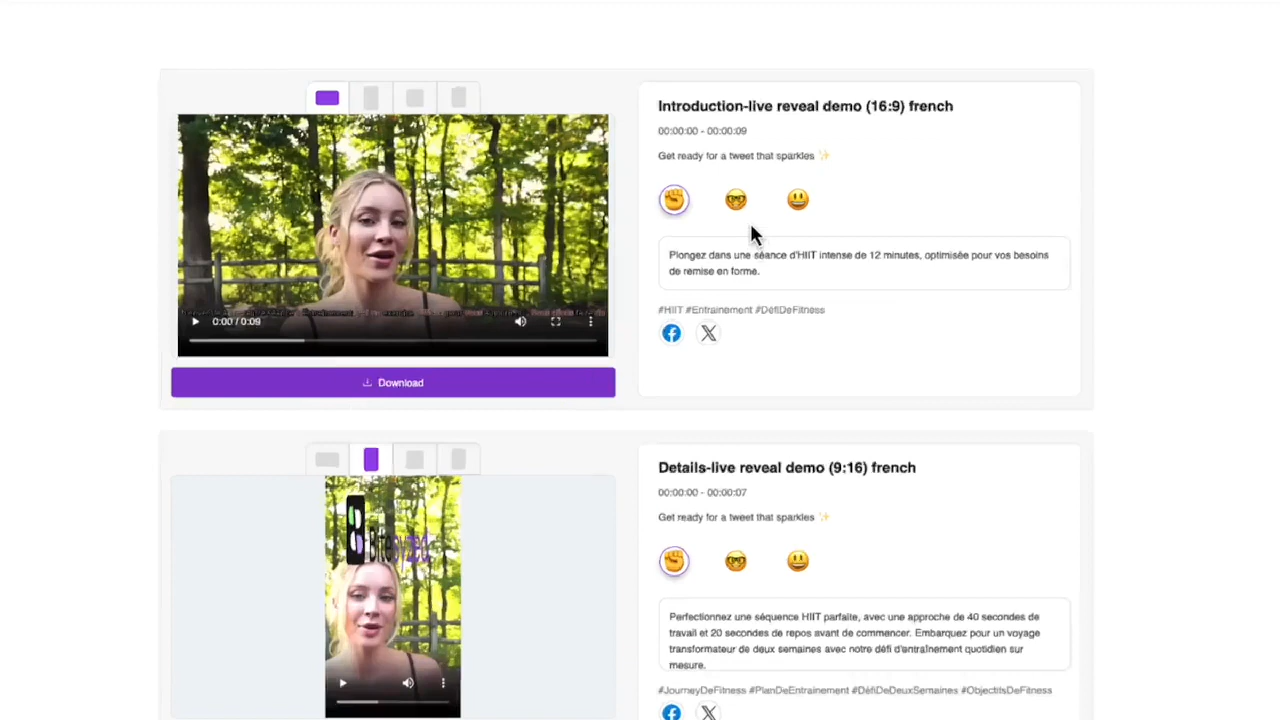 Introduction-live reveal demo (16:9) french
00:00:00 - 00:00:09
Get ready for a tweet that sparkles ✨
Plongez dans une séance d'HIIT intense de 12 minutes, optimisée pour vos besoins
de remise en forme.
#HIIT #Entrainement #DéfiDeFitness
0:00 / 0:09
Download
Details-live reveal demo (9:16) french
00:00:00 - 00:00:07
Get ready for a tweet that sparkles ✨
Bitebyzed
Perfectionnez une séquence HIIT parfaite, avec une approche de 40 secondes de
travail et 20 secondes de repos avant de commencer. Embarquez pour un voyage
transformateur de deux semaines avec notre défi d'entraînement quotidien sur
mesure.
#JourneyDeFitness #PlanDeEntrainement #DéfiDeDeuxSemaines #ObjectifsDeFitness